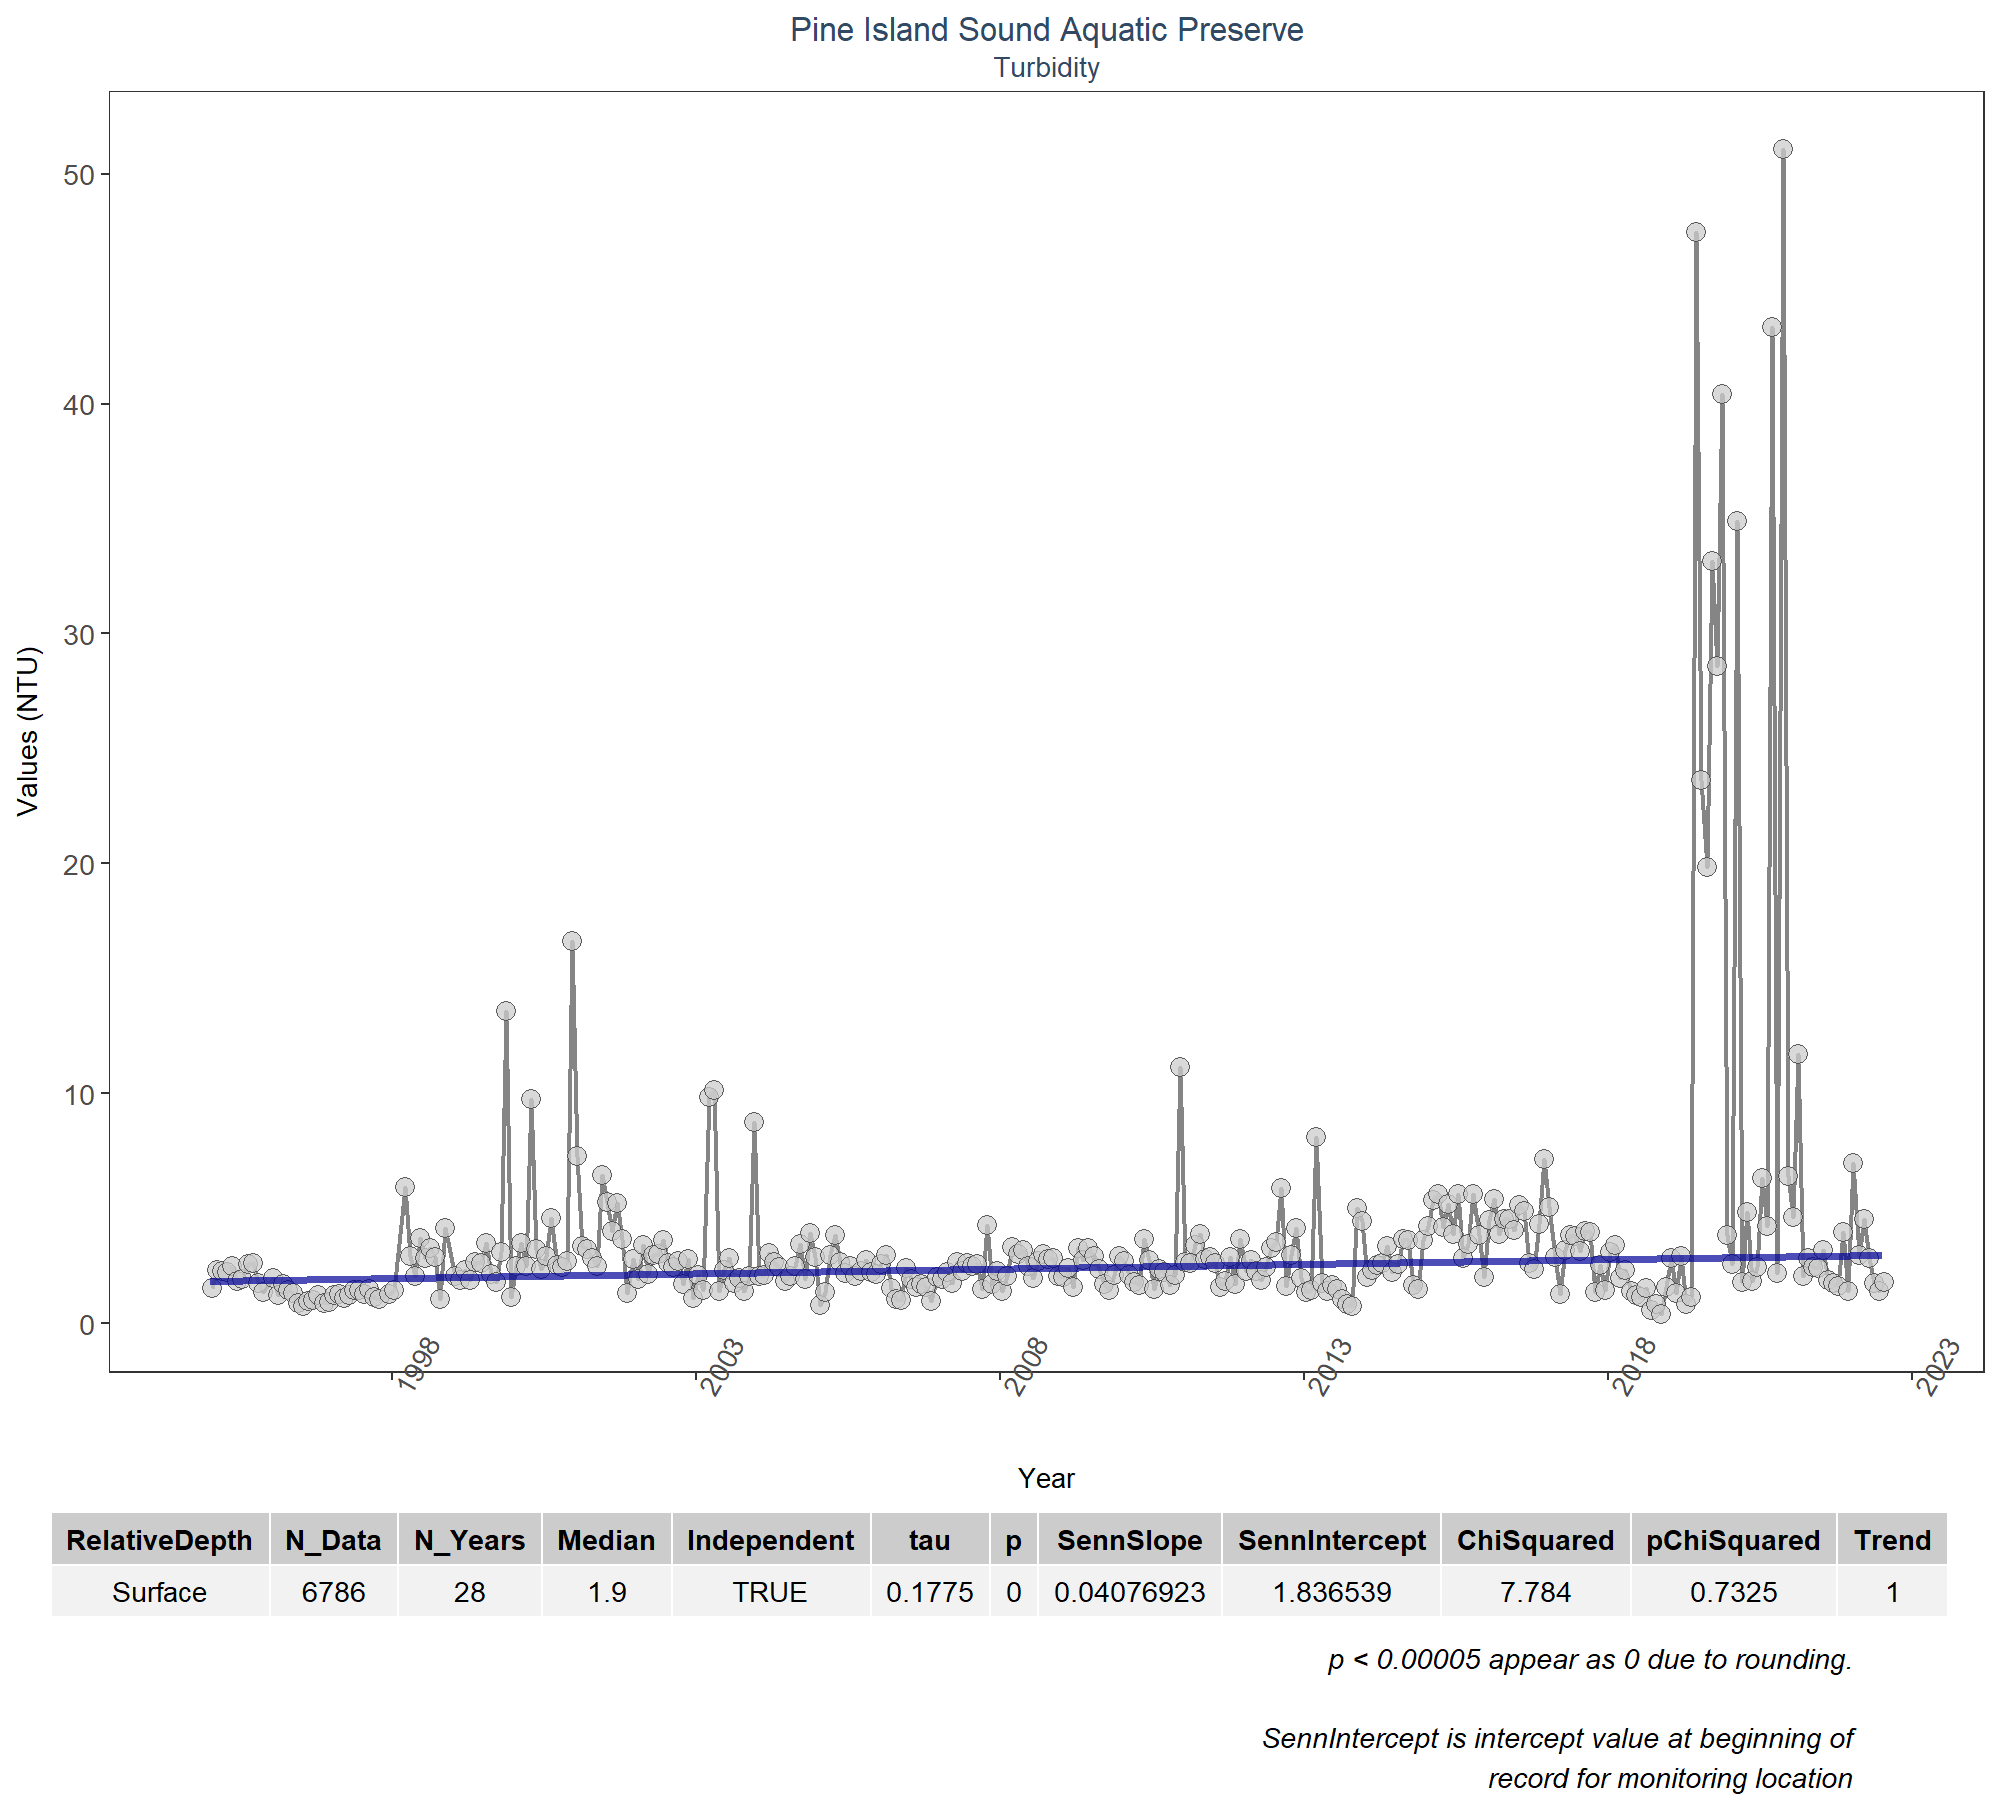 Pine Island Sound Aquatic Preserve
Turbidity
50
40
30
20
10
0
Values (NTU)
1998
2003
2008
2013
2018
2023
Year
RelativeDepth N_Data N_Years Median Independent tau p SennSlope SennIntercept ChiSquared pChiSquared Trend
Surface 6786 28 1.9 TRUE 0.1775 0 0.04076923 1.836539 7.784 0.7325 1
p < 0.00005 appear as 0 due to rounding.
SennIntercept is intercept value at beginning of
record for monitoring location